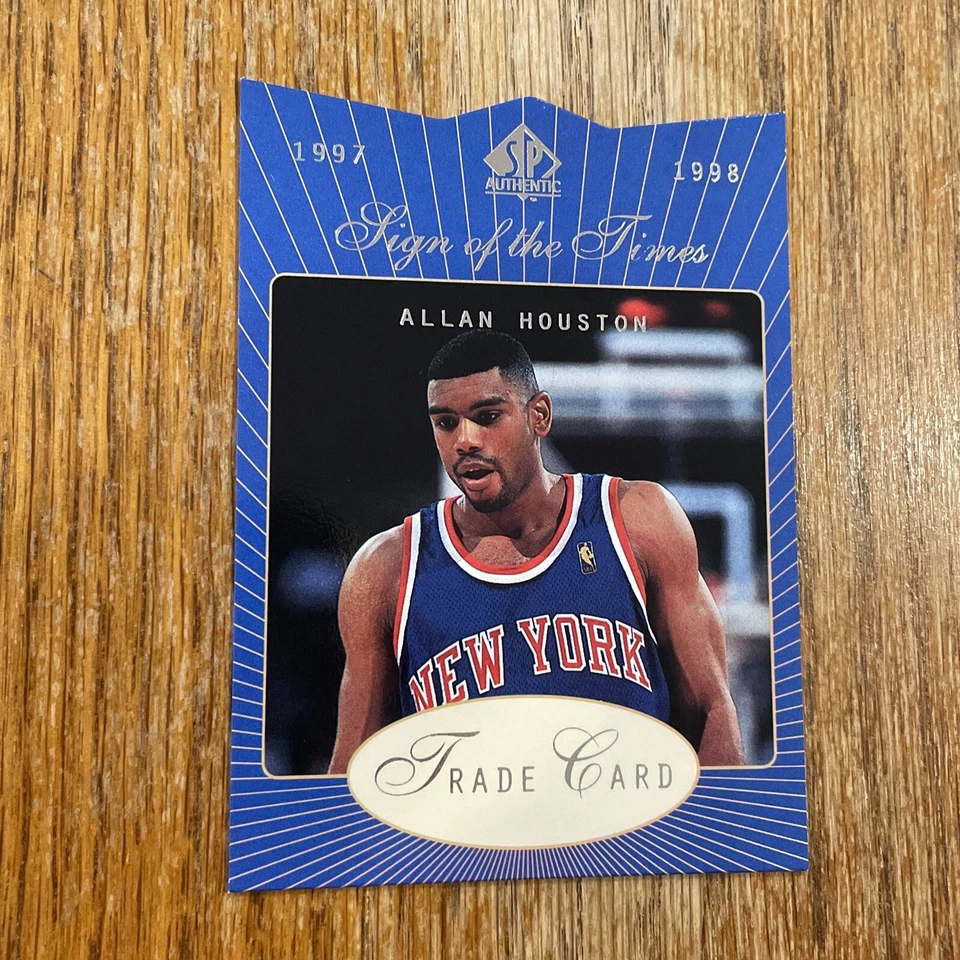 1997
SP
AUTHENTIC
1998
Sign of the Times
ALLAN HOUSTON
NEW YORK
TRADE CARD